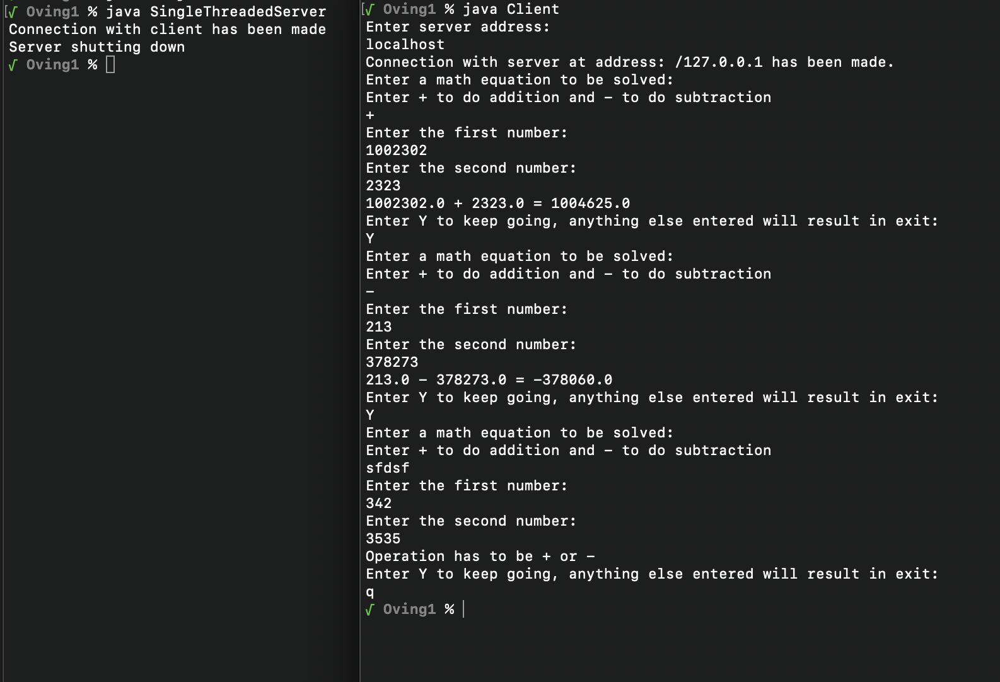 √ Oving1 % java SingleThreadedServer
Connection with client has been made
Server shutting down
√ Oving1 %
[√ Oving1 % java Client
Enter server address:
localhost
Connection with server at address: /127.0.0.1 has been made.
Enter a math equation to be solved:
Enter + to do addition and - to do subtraction
+
Enter the first number:
1002302
Enter the second number:
2323
1002302.0 + 2323.0 = 1004625.0
Enter Y to keep going, anything else entered will result in exit:
Y
Enter a math equation to be solved:
Enter + to do addition and - to do subtraction
-
Enter the first number:
213
Enter the second number:
378273
213.0 - 378273.0 = -378060.0
Enter Y to keep going, anything else entered will result in exit:
Y
Enter a math equation to be solved:
Enter + to do addition and - to do subtraction
sfdsf
Enter the first number:
342
Enter the second number:
3535
Operation has to be + or -
Enter Y to keep going, anything else entered will result in exit:
q
√ Oving1 %